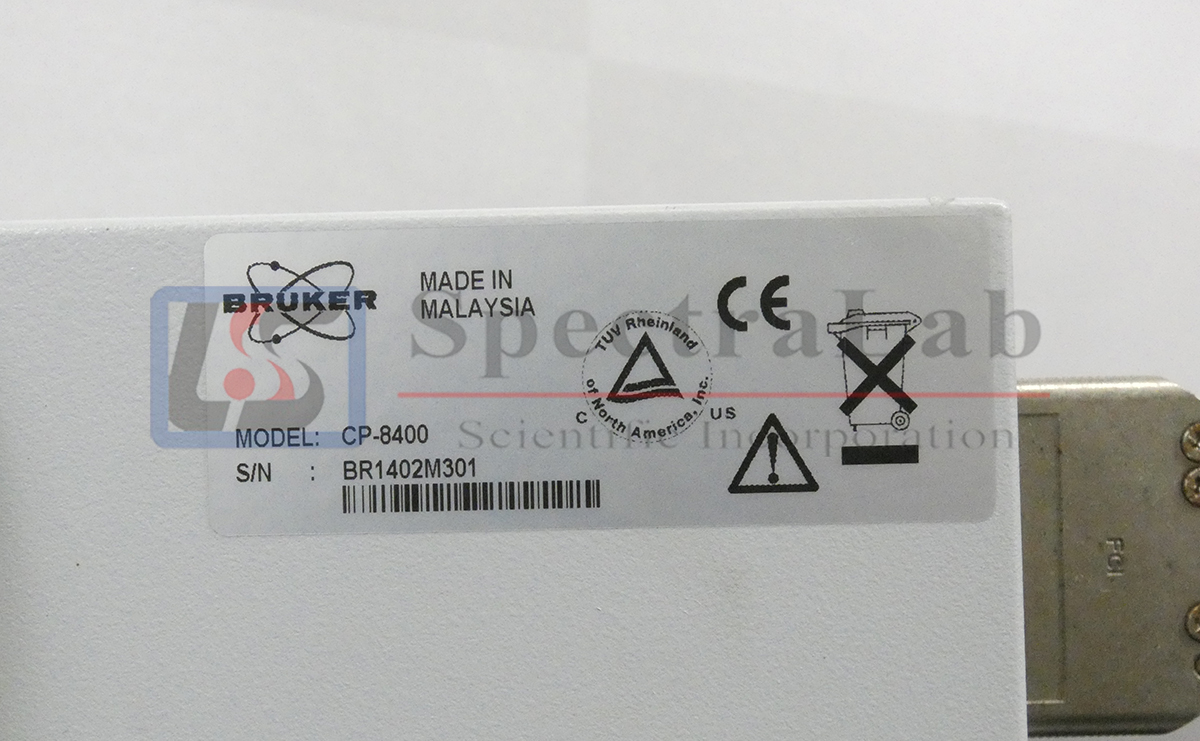 BRUKER
MADE IN
MALAYSIA
CE
TUV Rheinland
of North America, Inc.
C US
MODEL: CP-8400
S/N : BR1402M301
SpectraLab
Scientific Incorporation
FCI